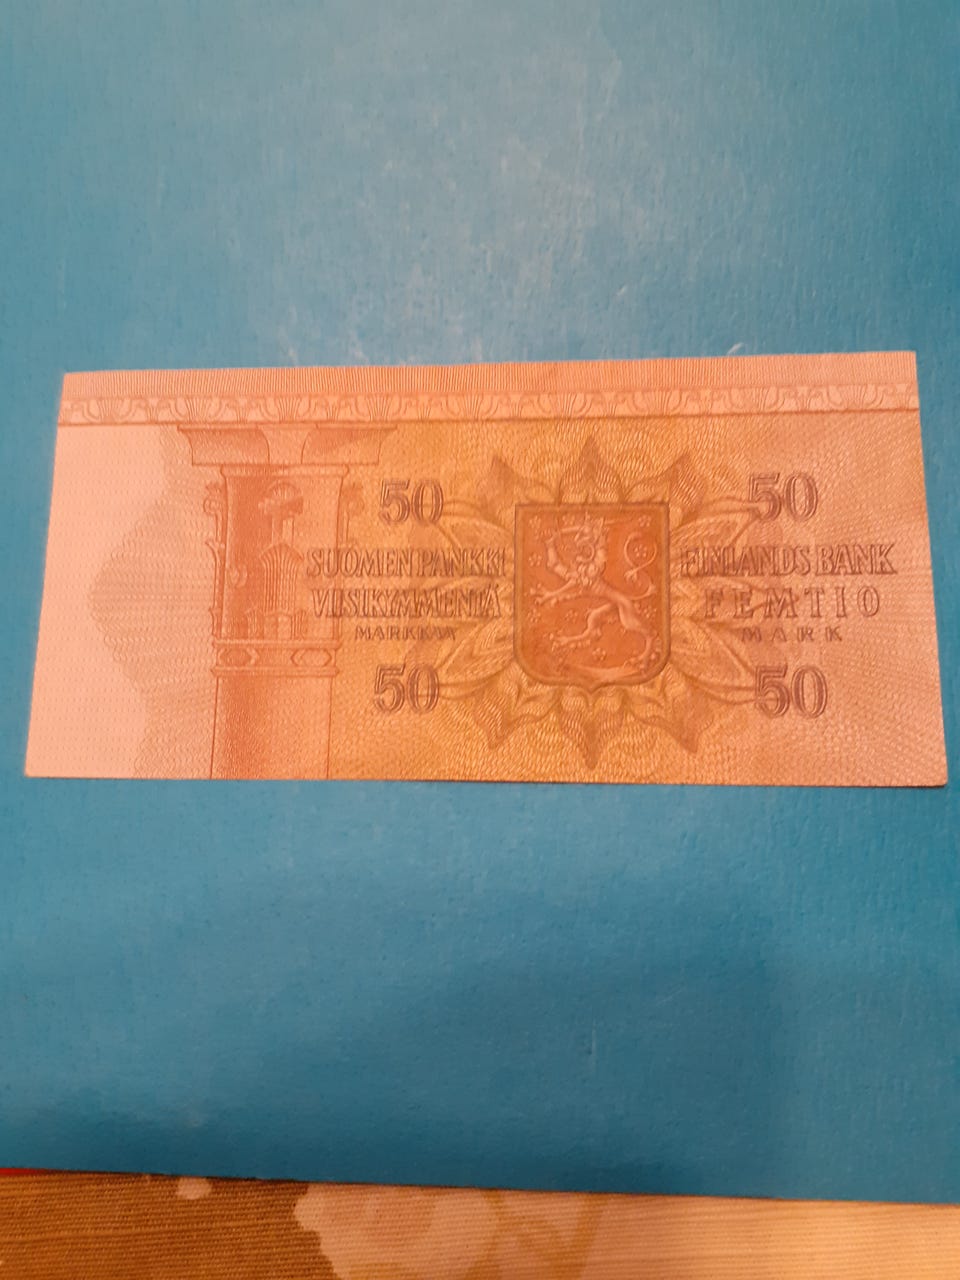 50
SUOMEN PANKKI
VIISIKYMMENTÄ
MARKKAA
50
50
FINLANDS BANK
FEMTIO
MARK
50